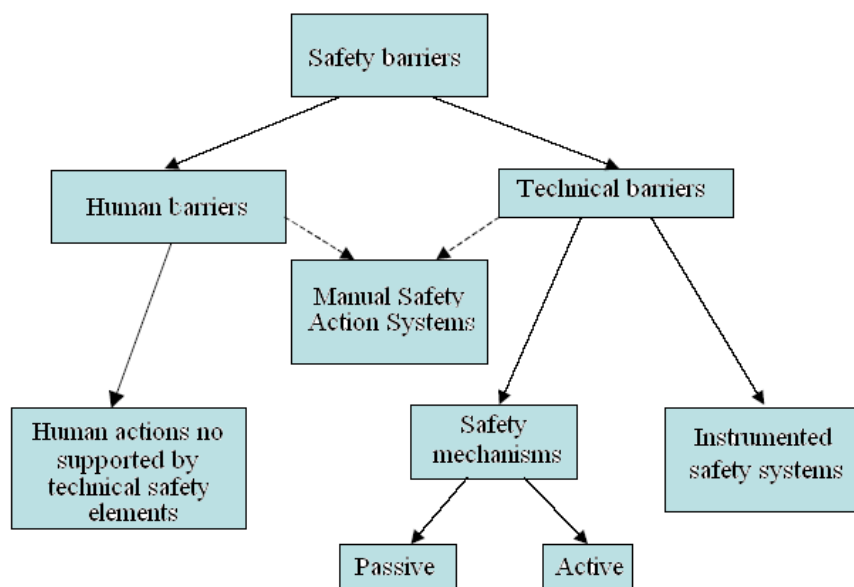 Safety barriers
Human barriers
Technical barriers
Manual Safety
Action Systems
Human actions no
supported by
technical safety
elements
Safety
mechanisms
Instrumented
safety systems
Passive
Active